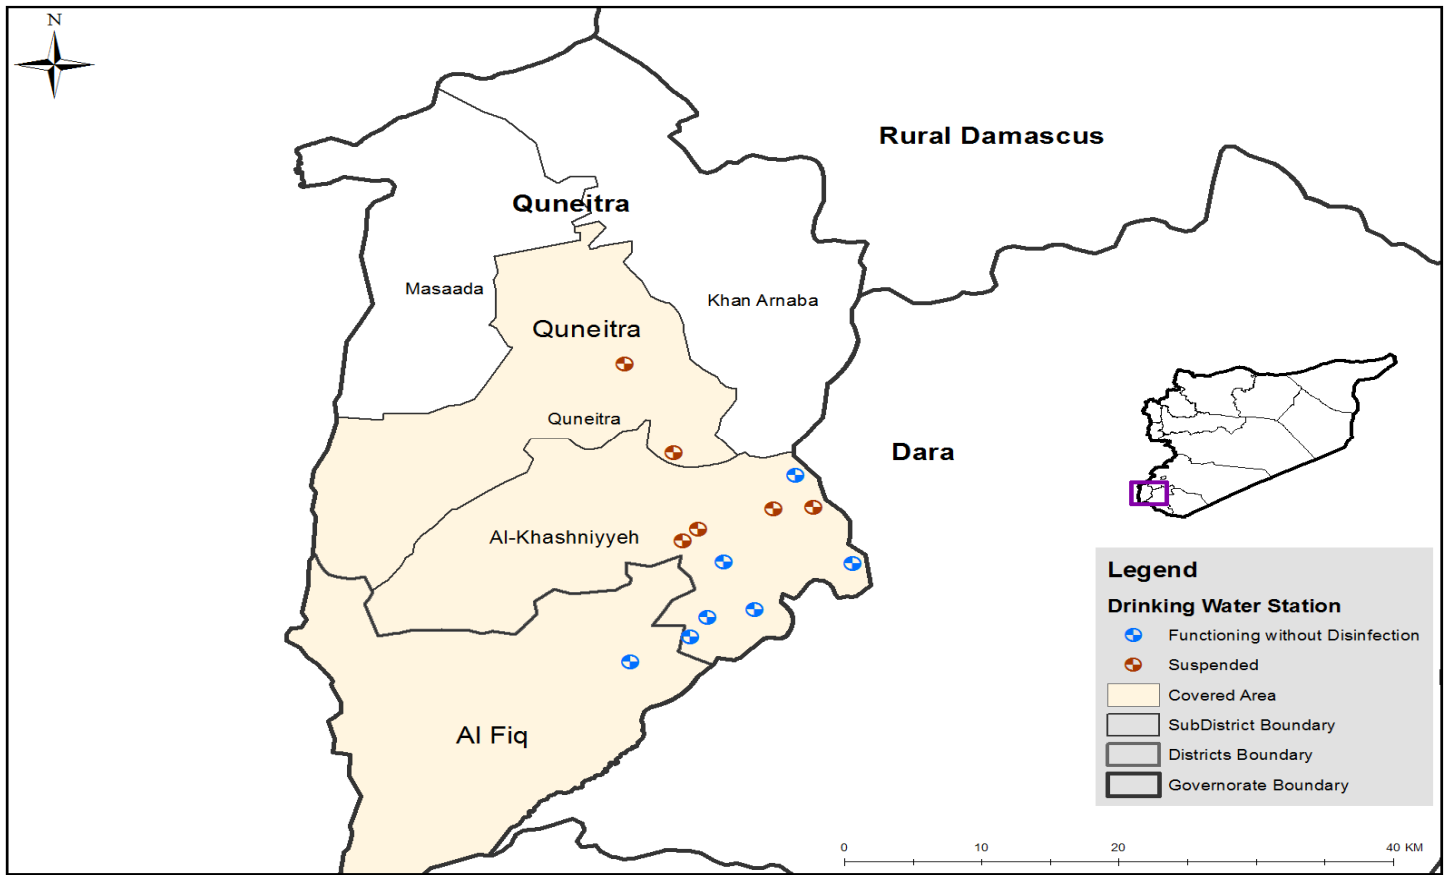 N
Rural Damascus
Quneitra
Masaada
Khan Arnaba
Quneitra
Quneitra
Dara
Al-Khashniyyeh
Al Fiq
Legend
Drinking Water Station
Functioning without Disinfection
Suspended
Covered Area
SubDistrict Boundary
Districts Boundary
Governorate Boundary
0 10 20 40 KM